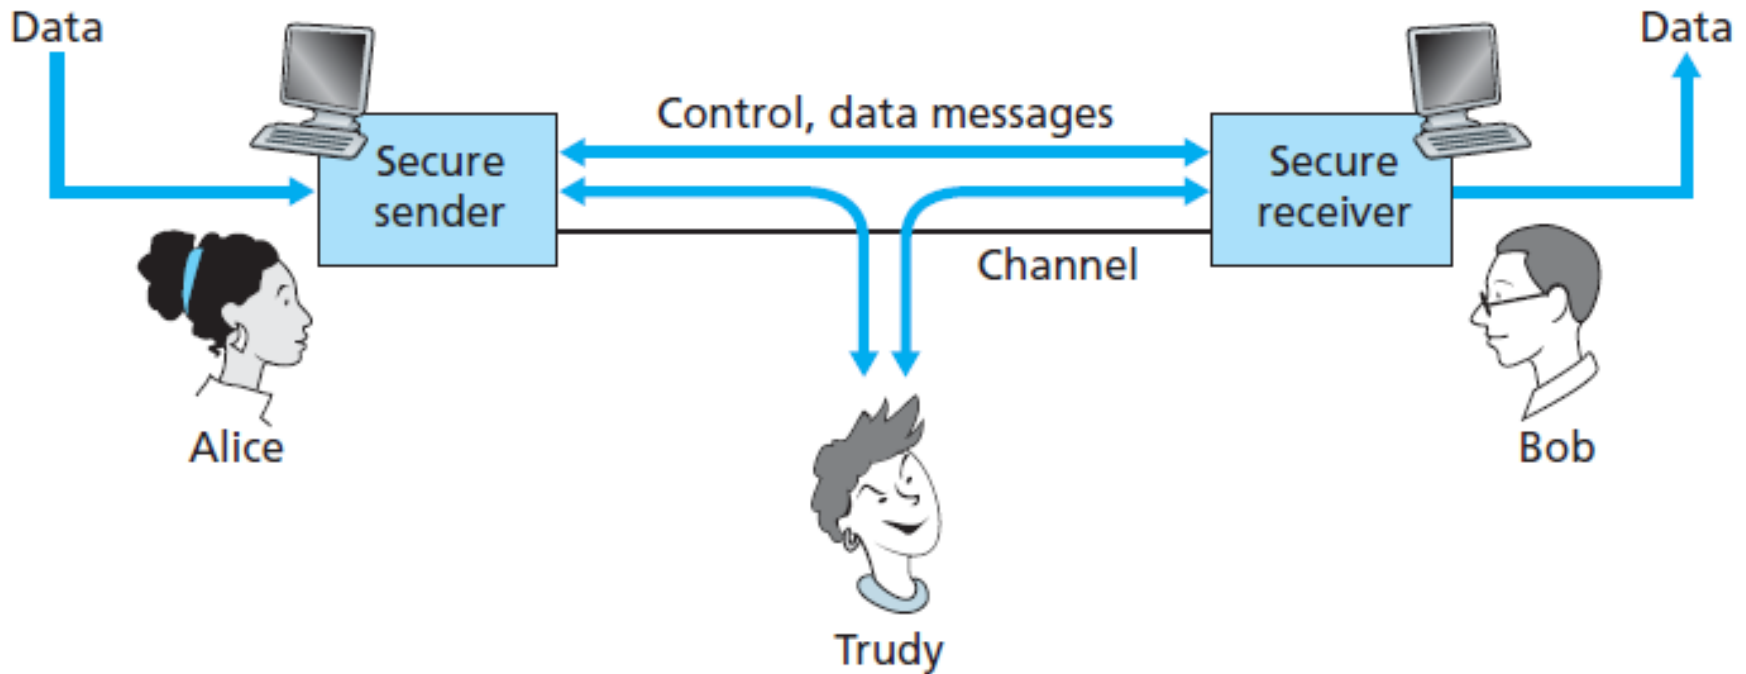 Data
Data
Control, data messages
Secure
sender
Secure
receiver
Channel
Alice
Bob
Trudy